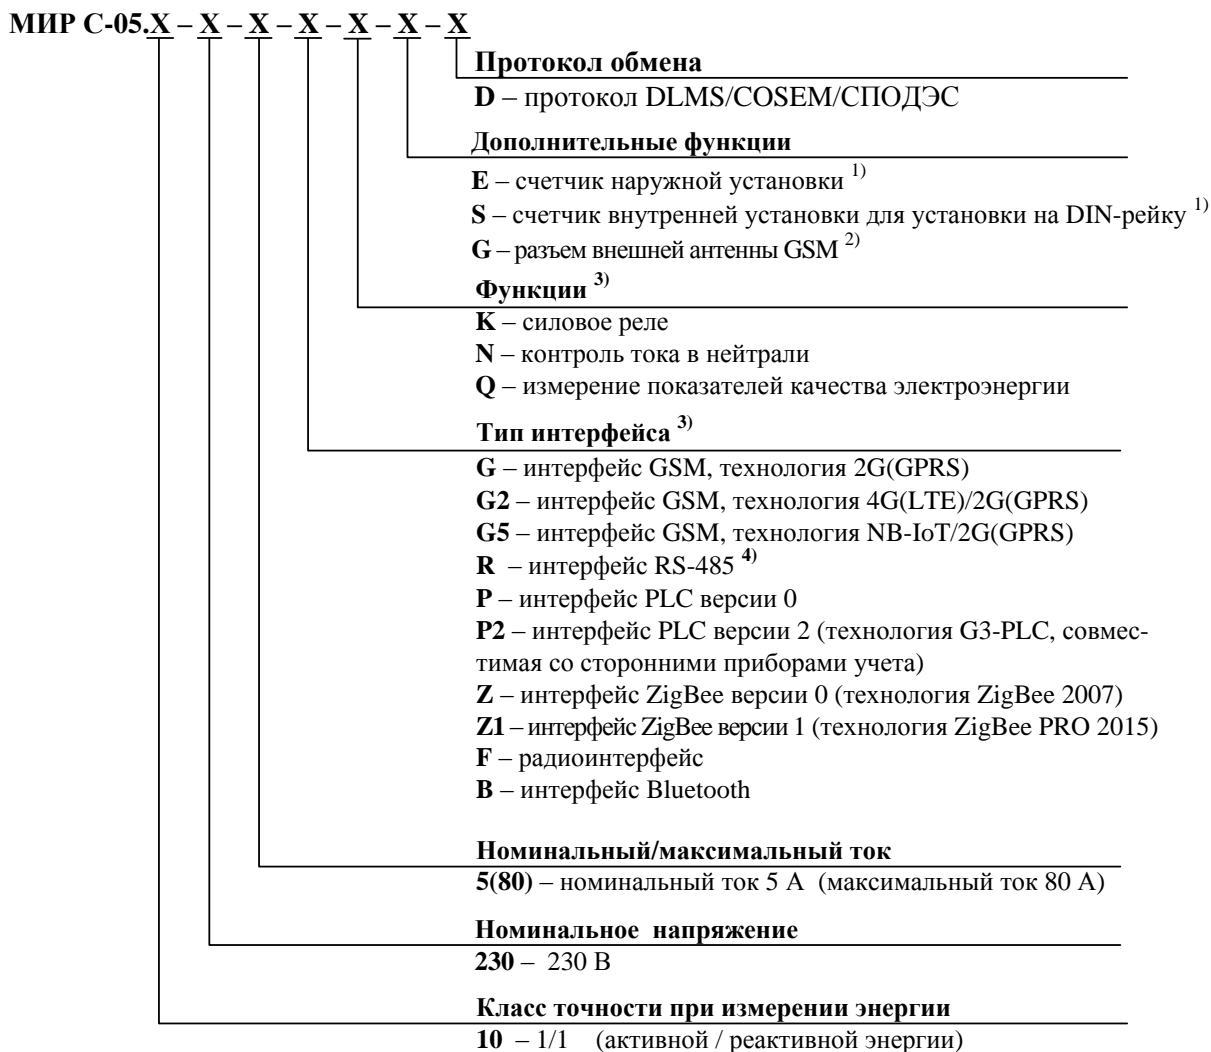 МИР С-05.X – X – X – X – X – X – X
Протокол обмена
D – протокол DLMS/COSEM/СПОДЭС
Дополнительные функции
E – счетчик наружной установки 1)
S – счетчик внутренней установки для установки на DIN-рейку 1)
G – разъем внешней антенны GSM 2)
Функции 3)
K – силовое реле
N – контроль тока в нейтрали
Q – измерение показателей качества электроэнергии
Тип интерфейса 3)
G – интерфейс GSM, технология 2G(GPRS)
G2 – интерфейс GSM, технология 4G(LTE)/2G(GPRS)
G5 – интерфейс GSM, технология NB-IoT/2G(GPRS)
R – интерфейс RS-485 4)
P – интерфейс PLC версии 0
P2 – интерфейс PLC версии 2 (технология G3-PLC, совмес-
тимая со сторонними приборами учета)
Z – интерфейс ZigBee версии 0 (технология ZigBee 2007)
Z1 – интерфейс ZigBee версии 1 (технология ZigBee PRO 2015)
F – радиоинтерфейс
B – интерфейс Bluetooth
Номинальный/максимальный ток
5(80) – номинальный ток 5 А (максимальный ток 80 А)
Номинальное напряжение
230 – 230 В
Класс точности при измерении энергии
10 – 1/1 (активной / реактивной энергии)